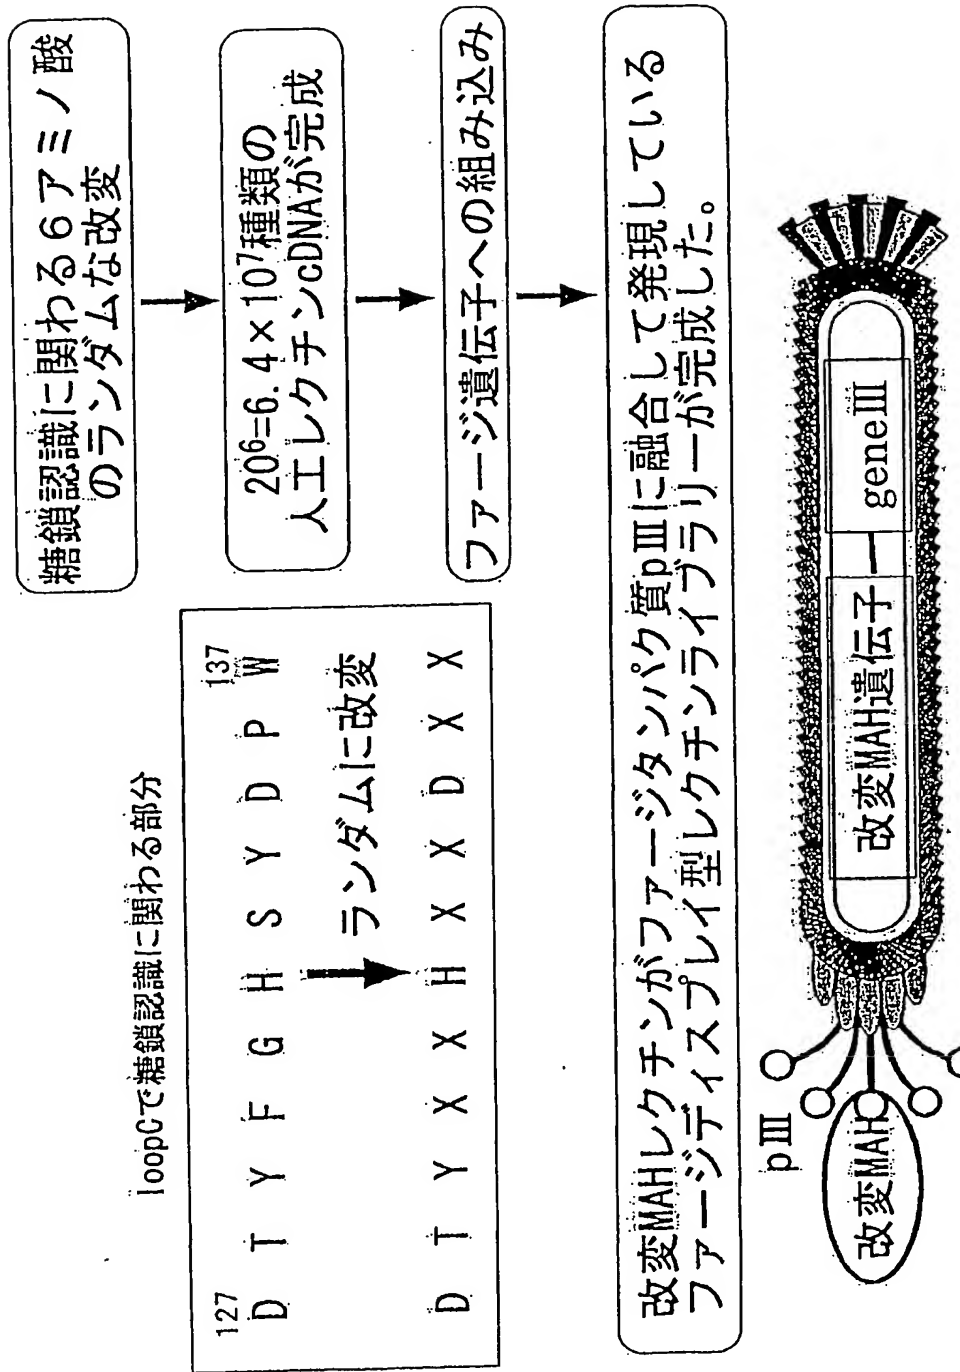 loopCで糖鎖認識に関わる部分
127 137
D T Y F G H S Y D P W
ランダムに改変
D T Y X X H X X D X X
糖鎖認識に関わる6アミノ酸
のランダムな改変
20⁶=6.4×10⁷種類の
人工レクチンcDNAが完成
ファージ遺伝子への組み込み
改変MAHレクチンがファージタンパク質pⅢに融合して発現している
ファージディスプレイ型レクチンライブラリーが完成した。
pⅢ
改変MAH
改変MAH遺伝子
geneⅢ